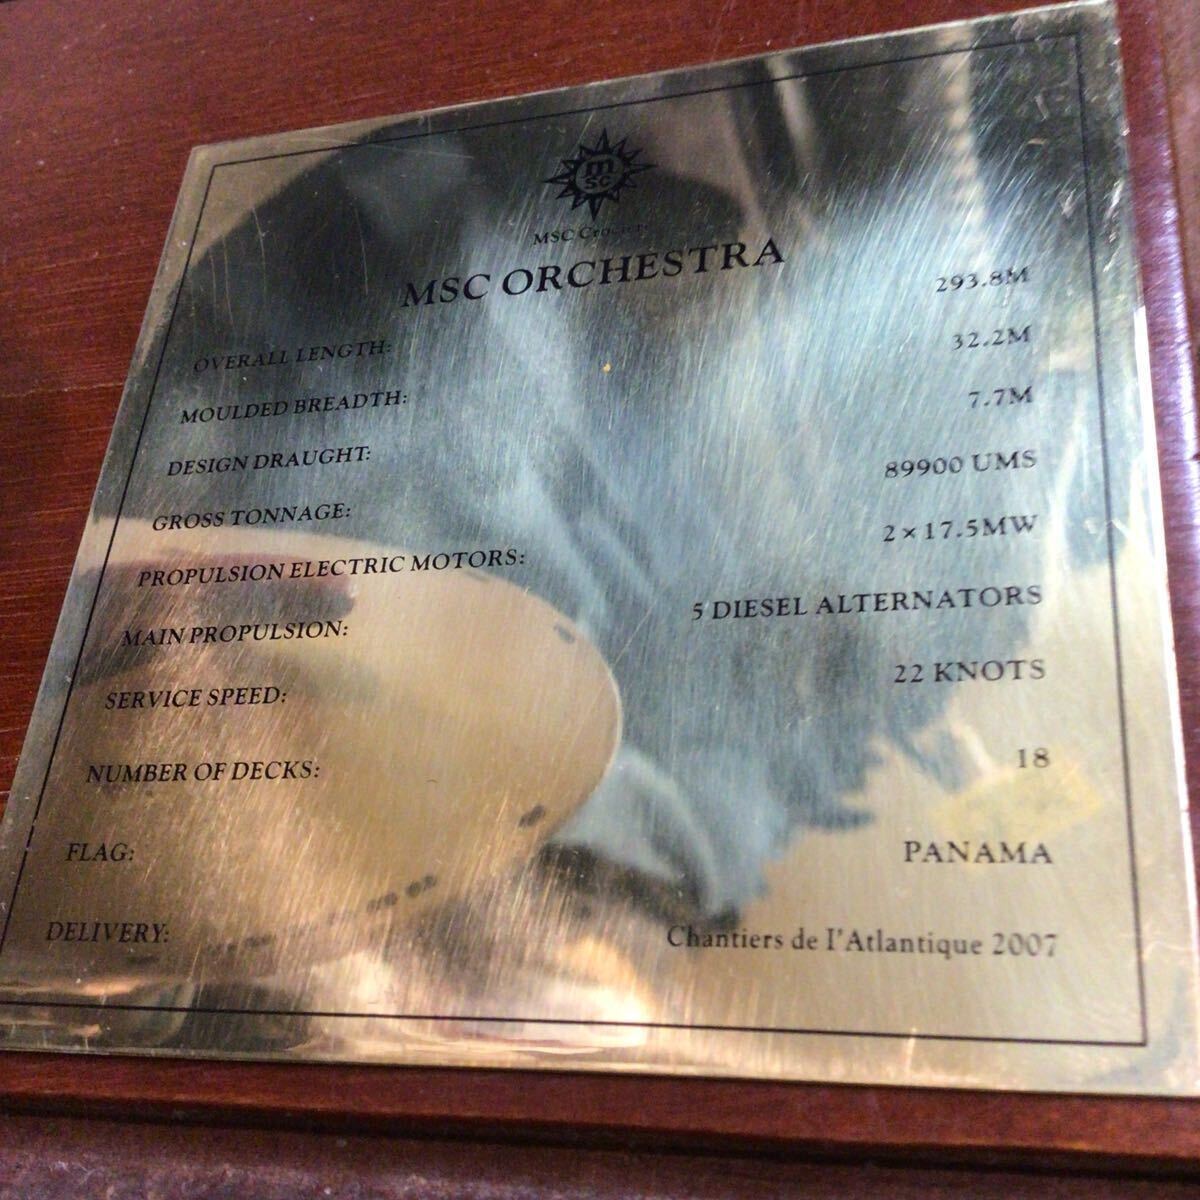 m
SC
MSC Crociere
MSC ORCHESTRA
OVERALL LENGTH: 293.8M
MOULDED BREADTH: 32.2M
DESIGN DRAUGHT: 7.7M
GROSS TONNAGE: 89900 UMS
PROPULSION ELECTRIC MOTORS: 2×17.5MW
MAIN PROPULSION: 5 DIESEL ALTERNATORS
SERVICE SPEED: 22 KNOTS
NUMBER OF DECKS: 18
FLAG: PANAMA
DELIVERY: Chantiers de l'Atlantique 2007